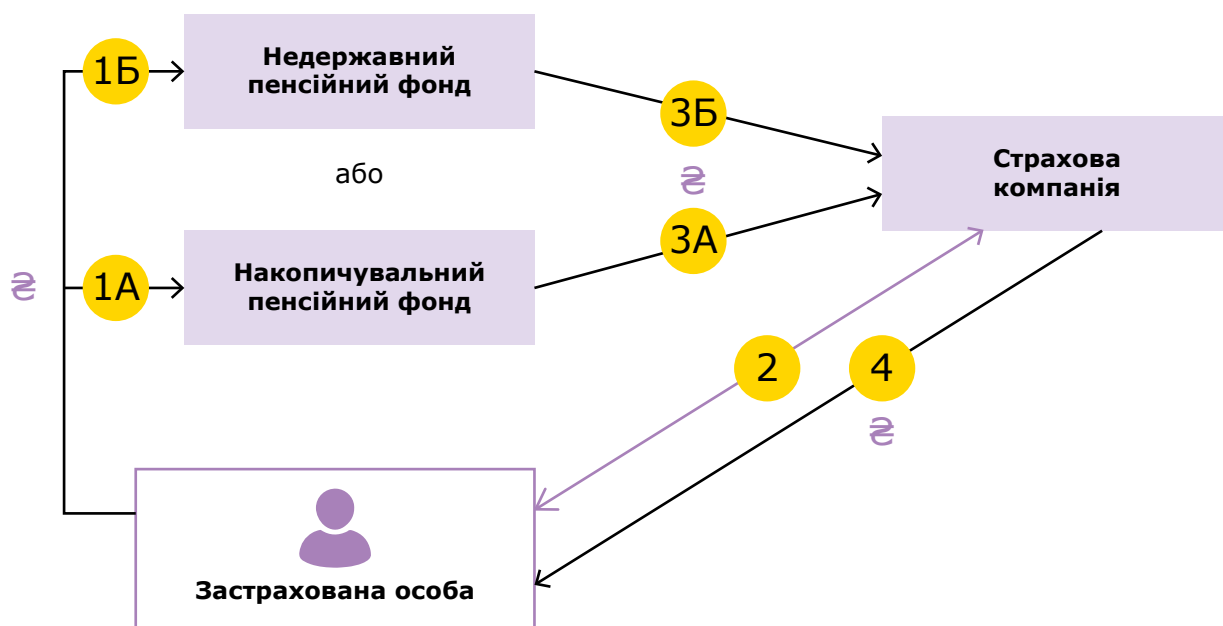 1Б
Недержавний
пенсійний фонд
3Б
Страхова
компанія
або
₴
3А
₴
1А
Накопичувальний
пенсійний фонд
2
4
₴
Застрахована особа